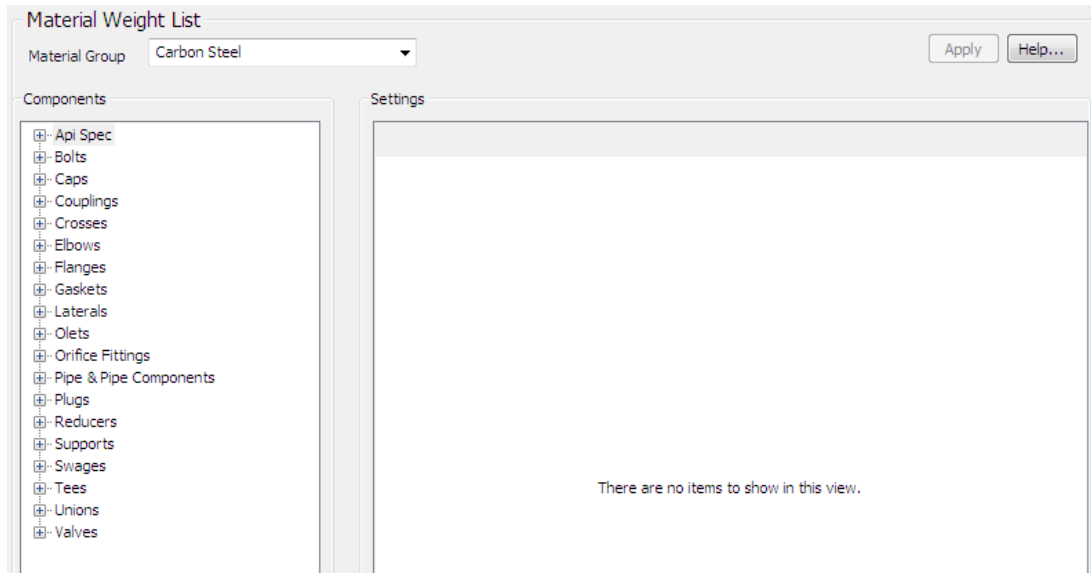 Material Weight List
Material Group Carbon Steel Apply Help...
Components
Api Spec
Bolts
Caps
Couplings
Crosses
Elbows
Flanges
Gaskets
Laterals
Olets
Orifice Fittings
Pipe & Pipe Components
Plugs
Reducers
Supports
Swages
Tees
Unions
Valves
Settings
There are no items to show in this view.